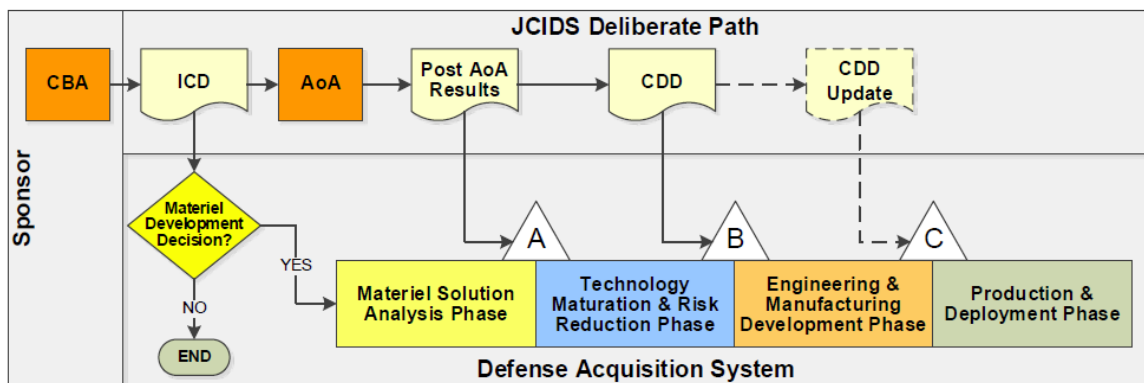 JCIDS Deliberate Path
CBA
ICD
AoA
Post AoA
Results
CDD
CDD
Update
Sponsor
Materiel
Development
Decision?
YES
NO
END
A
B
C
Materiel Solution
Analysis Phase
Technology
Maturation & Risk
Reduction Phase
Engineering &
Manufacturing
Development Phase
Production &
Deployment Phase
Defense Acquisition System